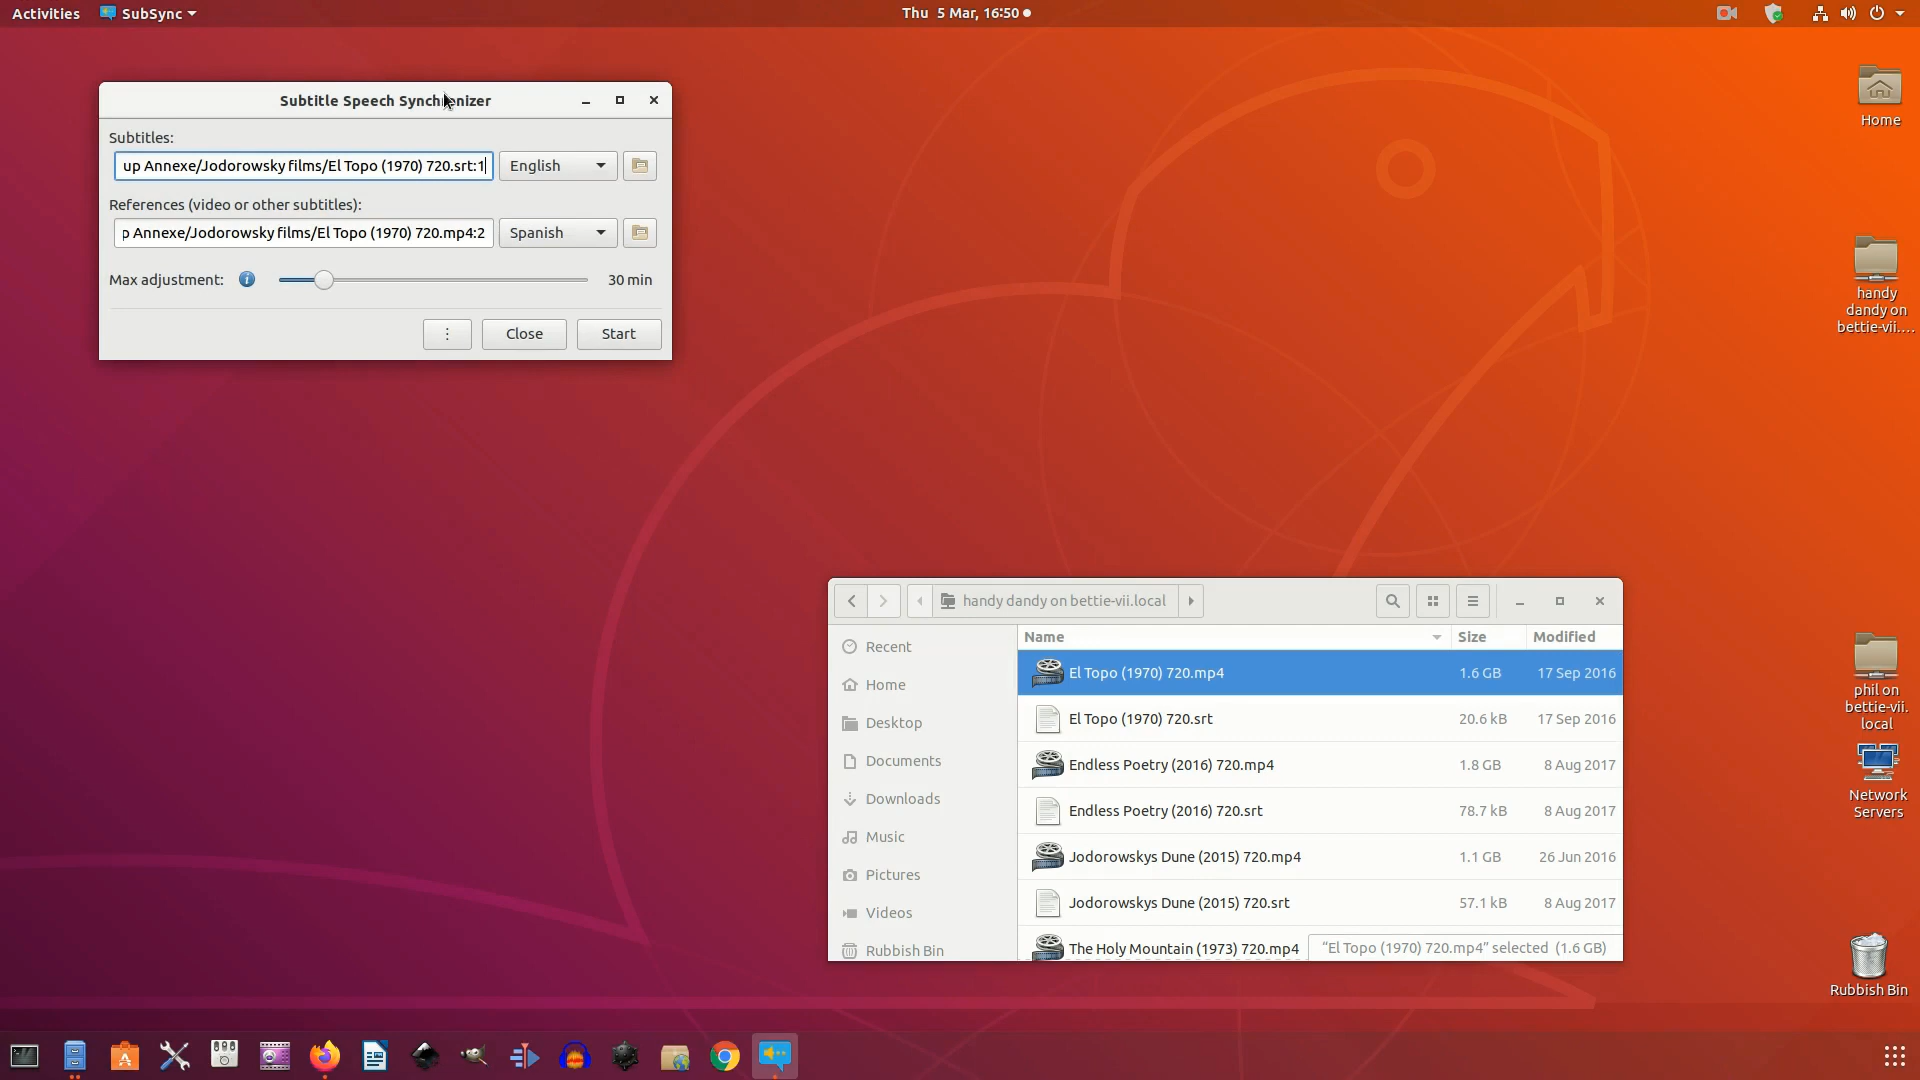 Activities
SubSync
Thu 5 Mar, 16:50
Subtitle Speech Synchronizer
Subtitles:
up Annexe/Jodorowsky films/El Topo (1970) 720.srt:1
English
References (video or other subtitles):
p Annexe/Jodorowsky films/El Topo (1970) 720.mp4:2
Spanish
Max adjustment:
30 min
Close
Start
Home
handy
dandy on
bettie-vii....
phil on
bettie-vii.
local
Network
Servers
Rubbish Bin
handy dandy on bettie-vii.local
Recent
Home
Desktop
Documents
Downloads
Music
Pictures
Videos
Rubbish Bin
Name Size Modified
El Topo (1970) 720.mp4 1.6 GB 17 Sep 2016
El Topo (1970) 720.srt 20.6 kB 17 Sep 2016
Endless Poetry (2016) 720.mp4 1.8 GB 8 Aug 2017
Endless Poetry (2016) 720.srt 78.7 kB 8 Aug 2017
Jodorowskys Dune (2015) 720.mp4 1.1 GB 26 Jun 2016
Jodorowskys Dune (2015) 720.srt 57.1 kB 8 Aug 2017
The Holy Mountain (1973) 720.mp4
“El Topo (1970) 720.mp4” selected (1.6 GB)